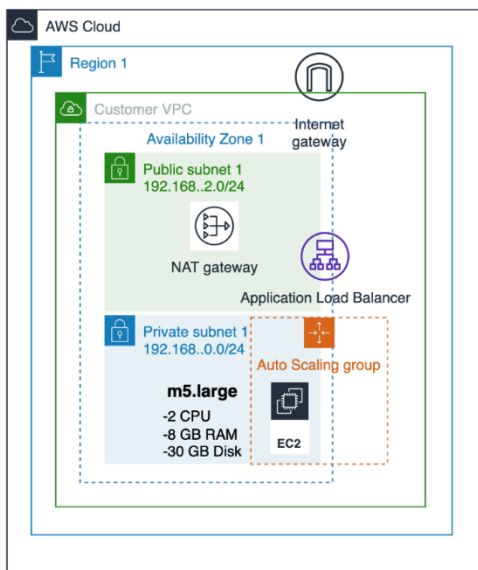 AWS Cloud
Region 1
Customer VPC
Internet
gateway
Availability Zone 1
Public subnet 1
192.168..2.0/24
NAT gateway
Application Load Balancer
Private subnet 1
192.168..0.0/24
Auto Scaling group
m5.large
-2 CPU
-8 GB RAM
-30 GB Disk
EC2